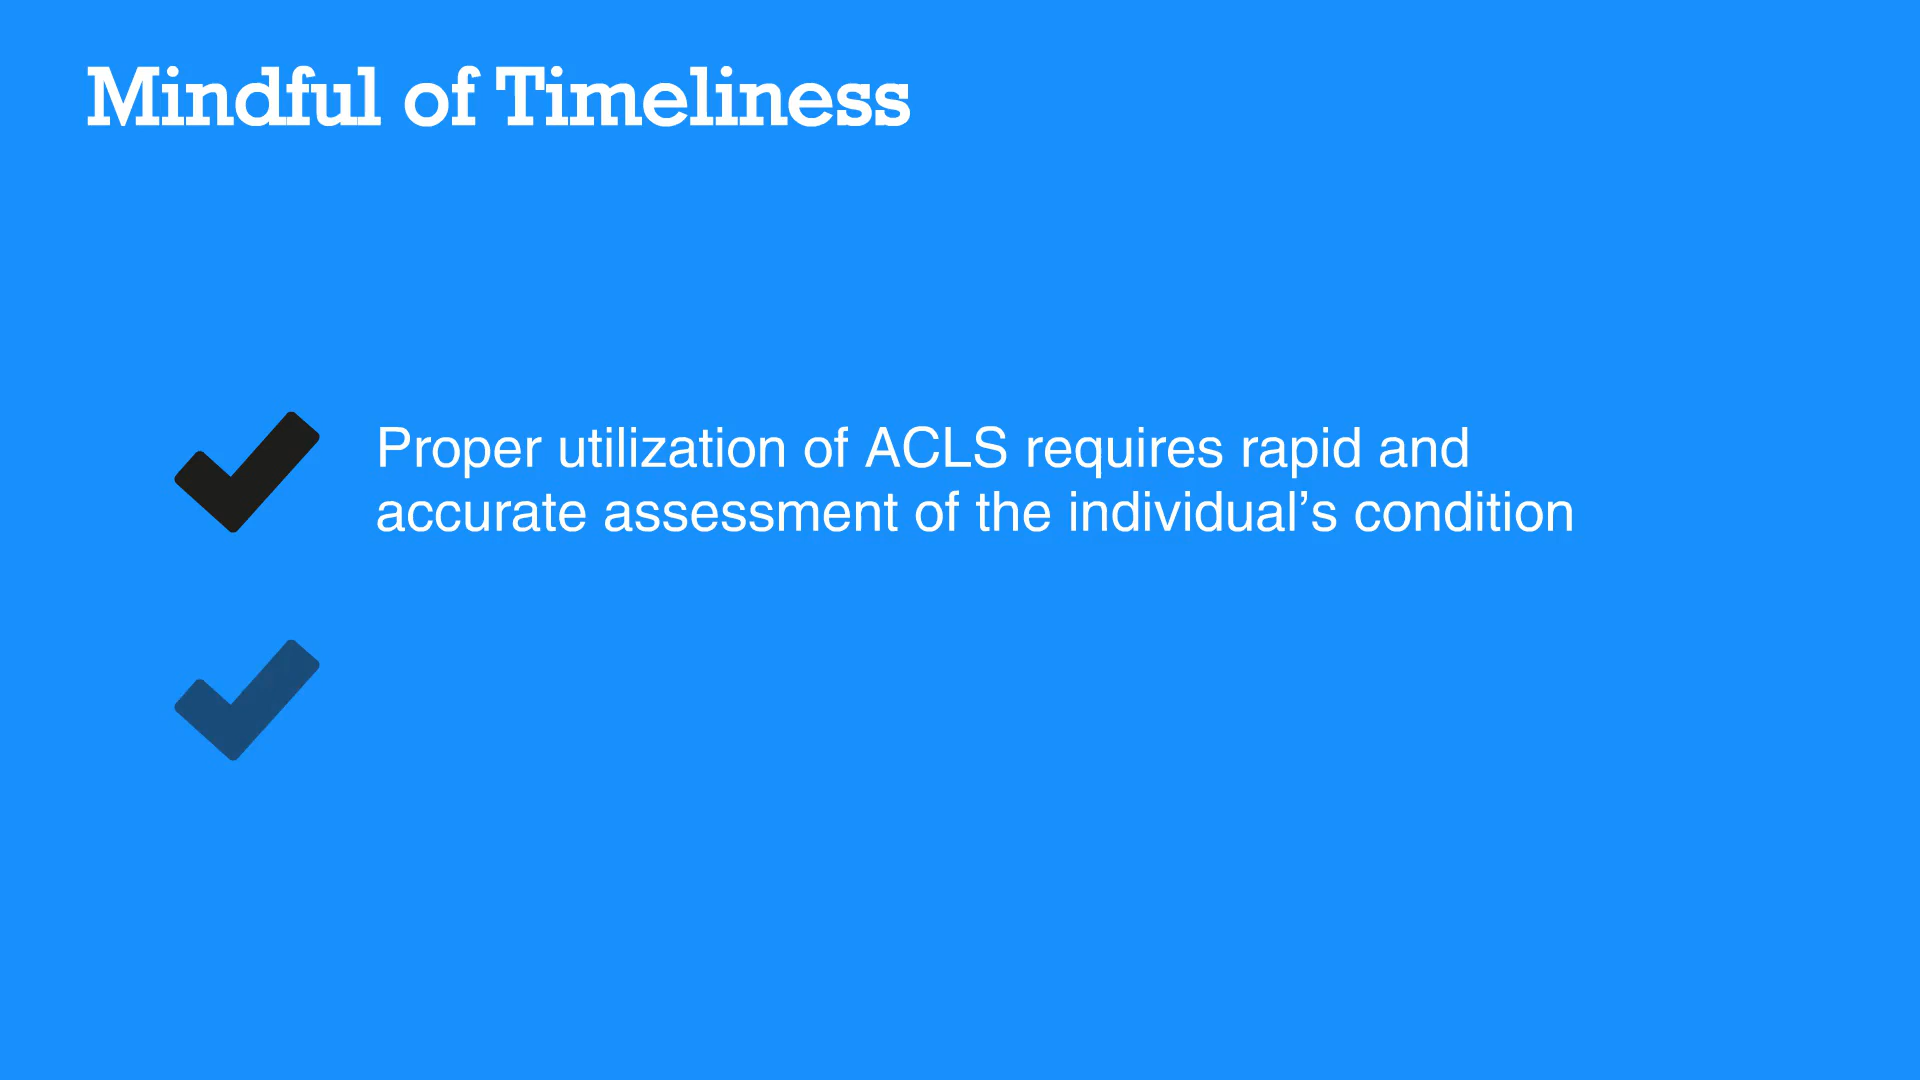 Mindful of Timeliness
Proper utilization of ACLS requires rapid and
accurate assessment of the individual’s condition